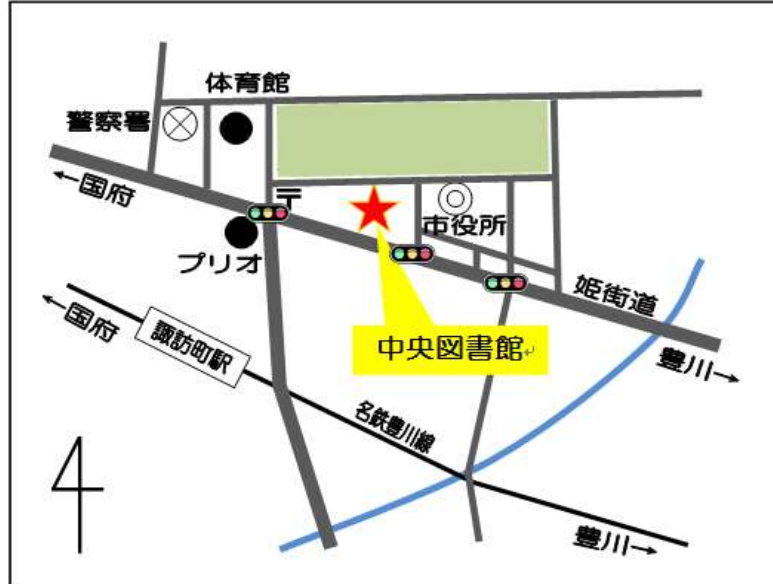 体育館
警察署
←国府
〒
市役所
プリオ
姫街道
←国府
諏訪町駅
中央図書館
豊川→
名鉄豊川線
豊川→